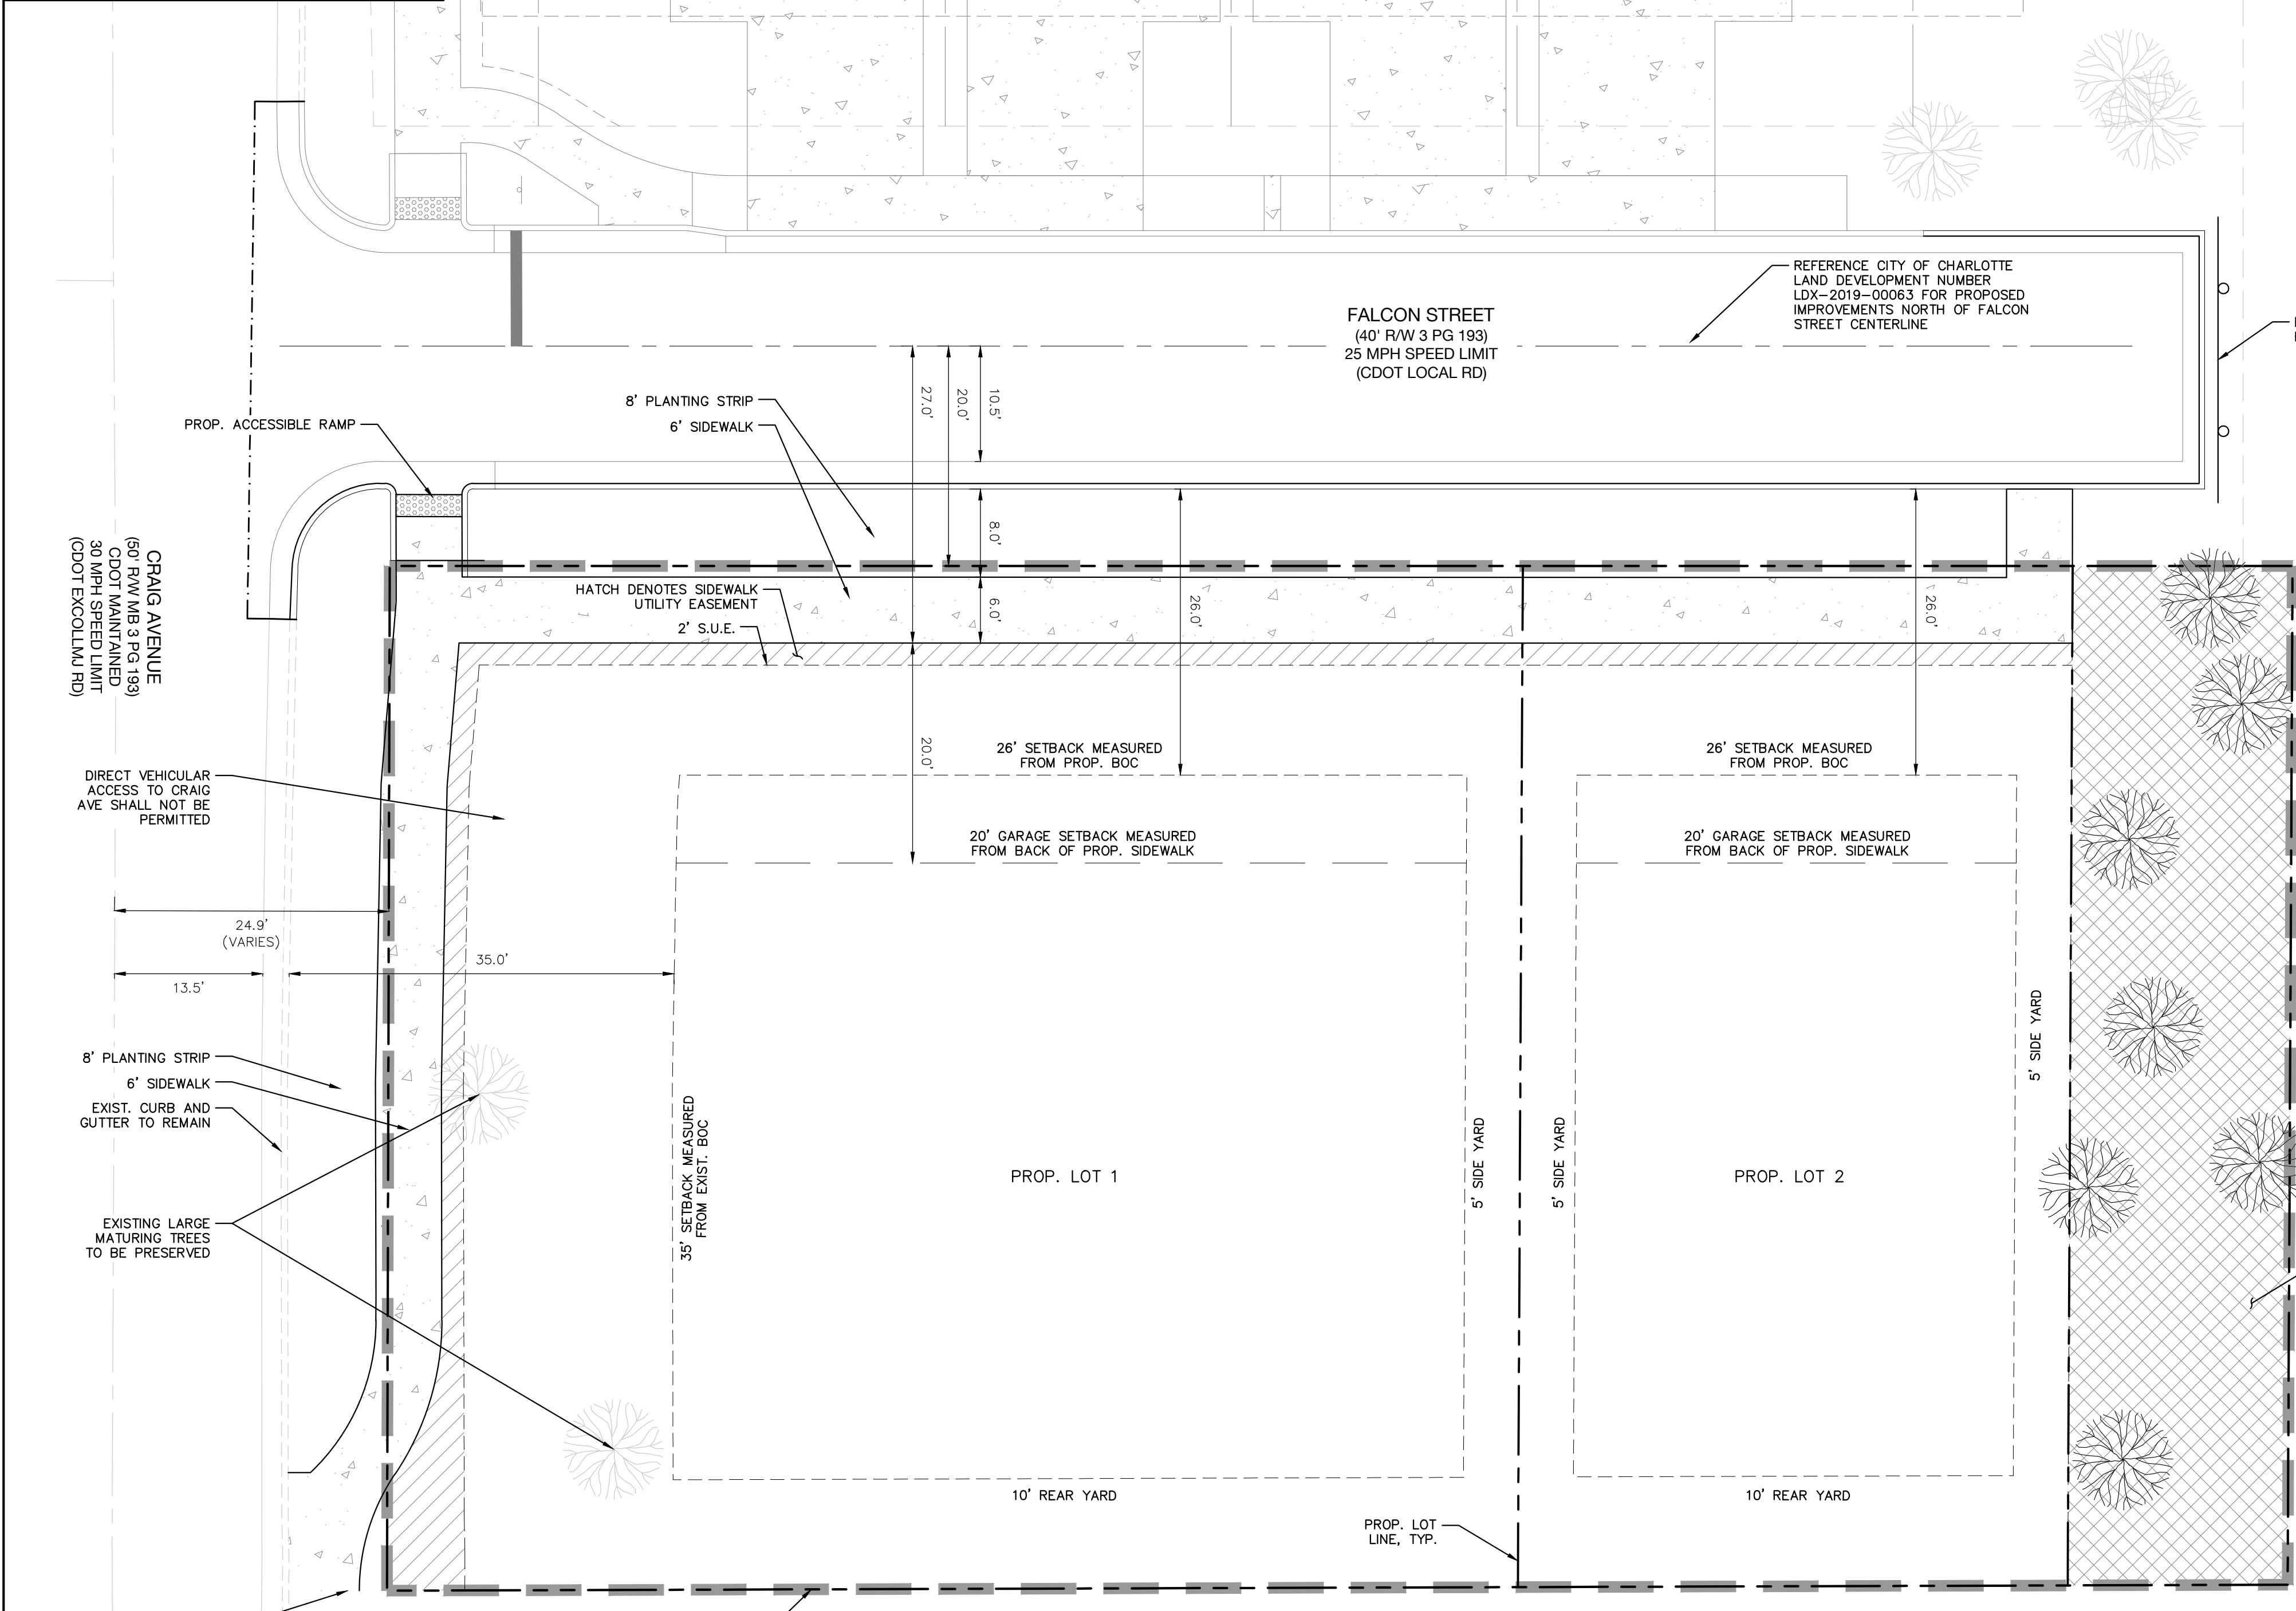 REFERENCE CITY OF CHARLOTTE
LAND DEVELOPMENT NUMBER
LDX-2019-00063 FOR PROPOSED
IMPROVEMENTS NORTH OF FALCON
STREET CENTERLINE
FALCON STREET
(40' R/W 3 PG 193)
25 MPH SPEED LIMIT
(CDOT LOCAL RD)
27.0'
20.0'
10.5'
8' PLANTING STRIP
6' SIDEWALK
PROP. ACCESSIBLE RAMP
8.0'
6.0'
26.0'
26.0'
CRAIG AVENUE
(50' R/W MB 3 PG 193)
CDOT MAINTAINED
30 MPH SPEED LIMIT
(CDOT EXCOLLMJ RD)
HATCH DENOTES SIDEWALK
UTILITY EASEMENT
2' S.U.E.
20.0'
26' SETBACK MEASURED
FROM PROP. BOC
26' SETBACK MEASURED
FROM PROP. BOC
DIRECT VEHICULAR
ACCESS TO CRAIG
AVE SHALL NOT BE
PERMITTED
20' GARAGE SETBACK MEASURED
FROM BACK OF PROP. SIDEWALK
20' GARAGE SETBACK MEASURED
FROM BACK OF PROP. SIDEWALK
24.9'
(VARIES)
35.0'
13.5'
8' PLANTING STRIP
6' SIDEWALK
EXIST. CURB AND
GUTTER TO REMAIN
EXISTING LARGE
MATURING TREES
TO BE PRESERVED
35' SETBACK MEASURED
FROM EXIST. BOC
PROP. LOT 1
5' SIDE YARD
5' SIDE YARD
PROP. LOT 2
5' SIDE YARD
10' REAR YARD
10' REAR YARD
PROP. LOT
LINE, TYP.